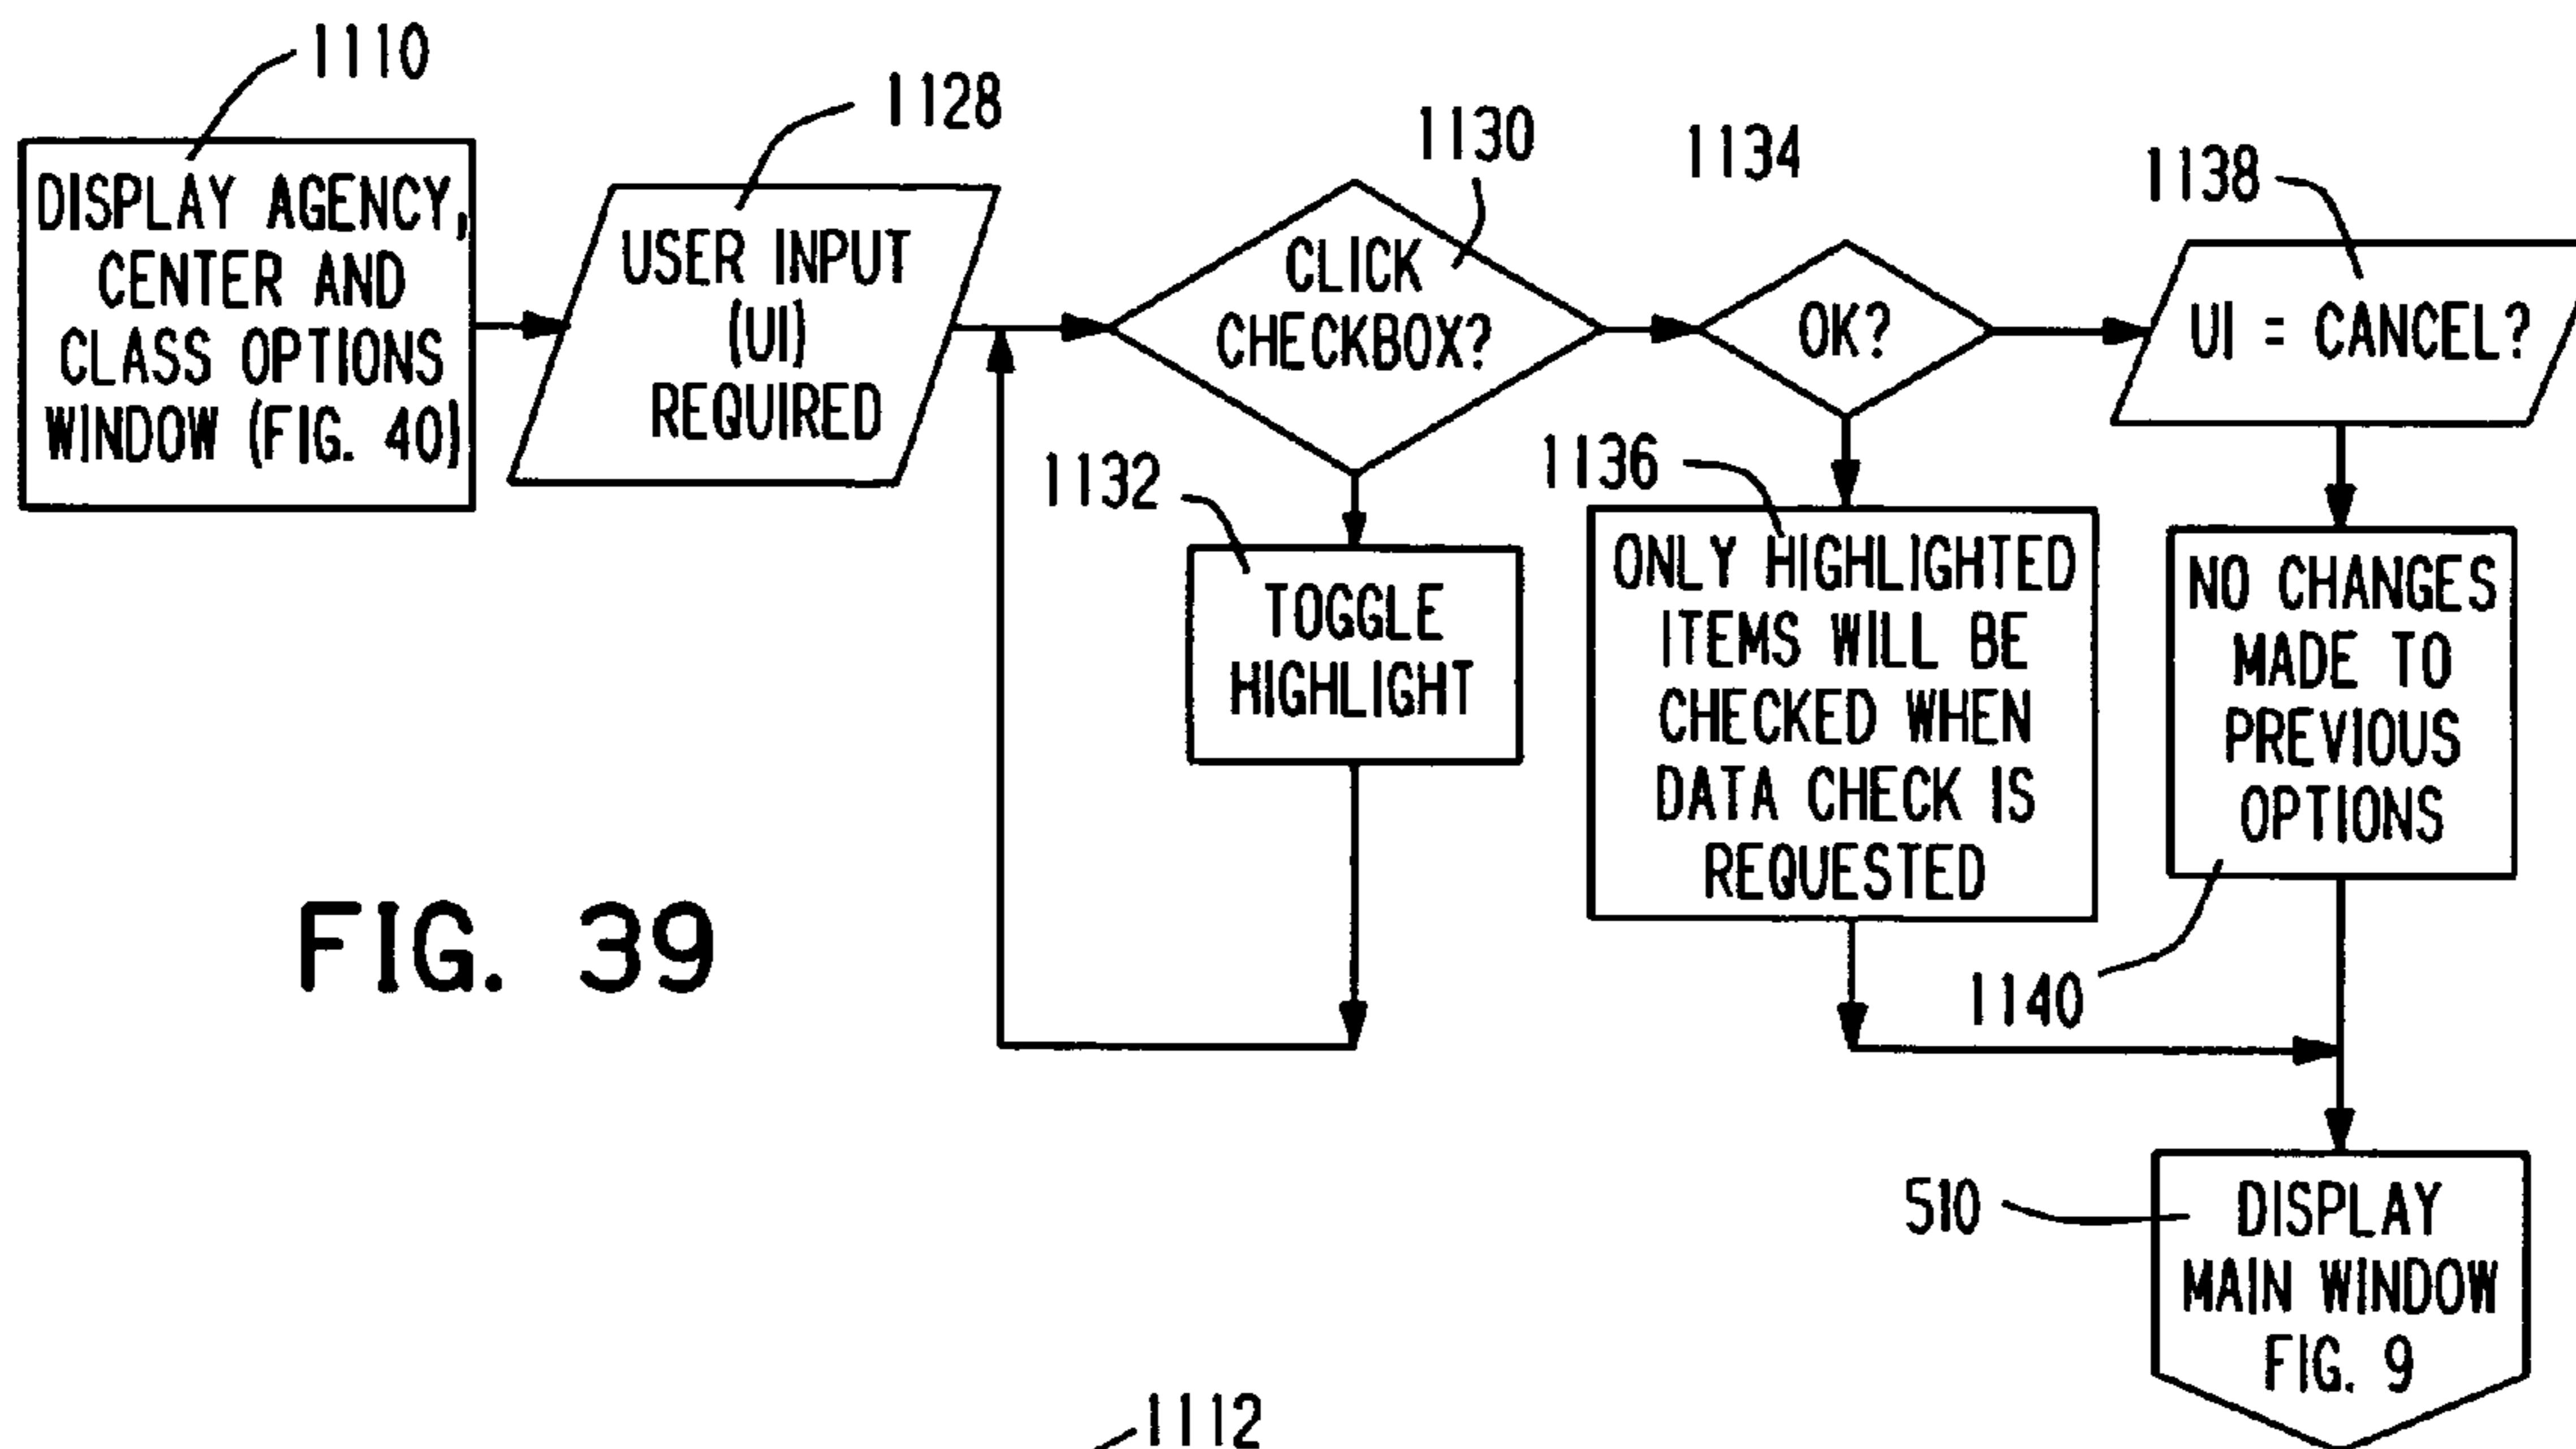 1110
DISPLAY AGENCY,
CENTER AND
CLASS OPTIONS
WINDOW (FIG. 40)
1128
USER INPUT
(UI)
REQUIRED
1130
CLICK
CHECKBOX?
1132
TOGGLE
HIGHLIGHT
1134
OK?
1136
ONLY HIGHLIGHTED
ITEMS WILL BE
CHECKED WHEN
DATA CHECK IS
REQUESTED
1138
UI = CANCEL?
NO CHANGES
MADE TO
PREVIOUS
OPTIONS
1140
510
DISPLAY
MAIN WINDOW
FIG. 9
FIG. 39
1112